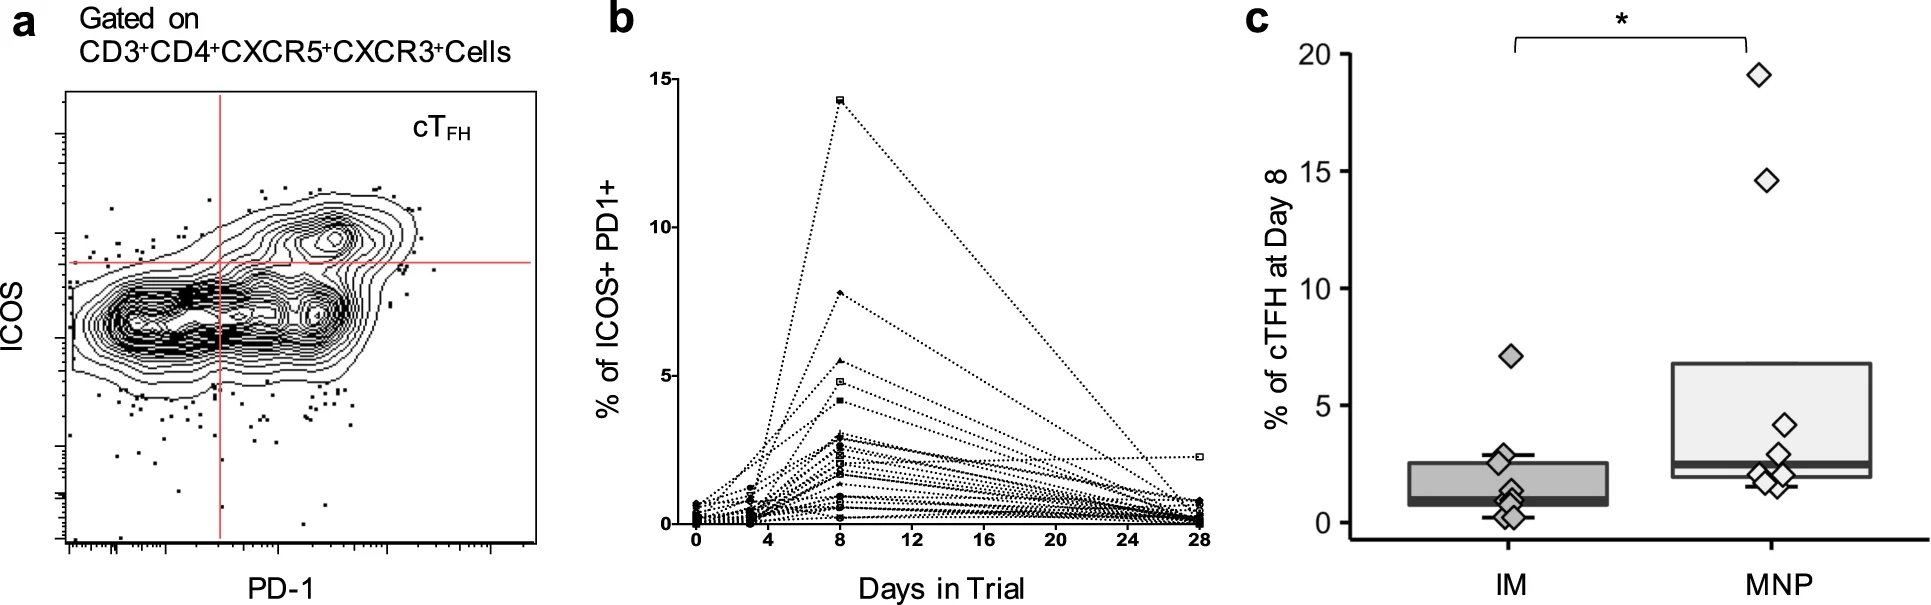 a
Gated on
CD3⁺CD4⁺CXCR5⁺CXCR3⁺Cells
cT_FH
ICOS
PD-1
b
15
10
5
0
% of ICOS+ PD1+
0 4 8 12 16 20 24 28
Days in Trial
c
*
20
15
10
5
0
% of cTFH at Day 8
IM MNP